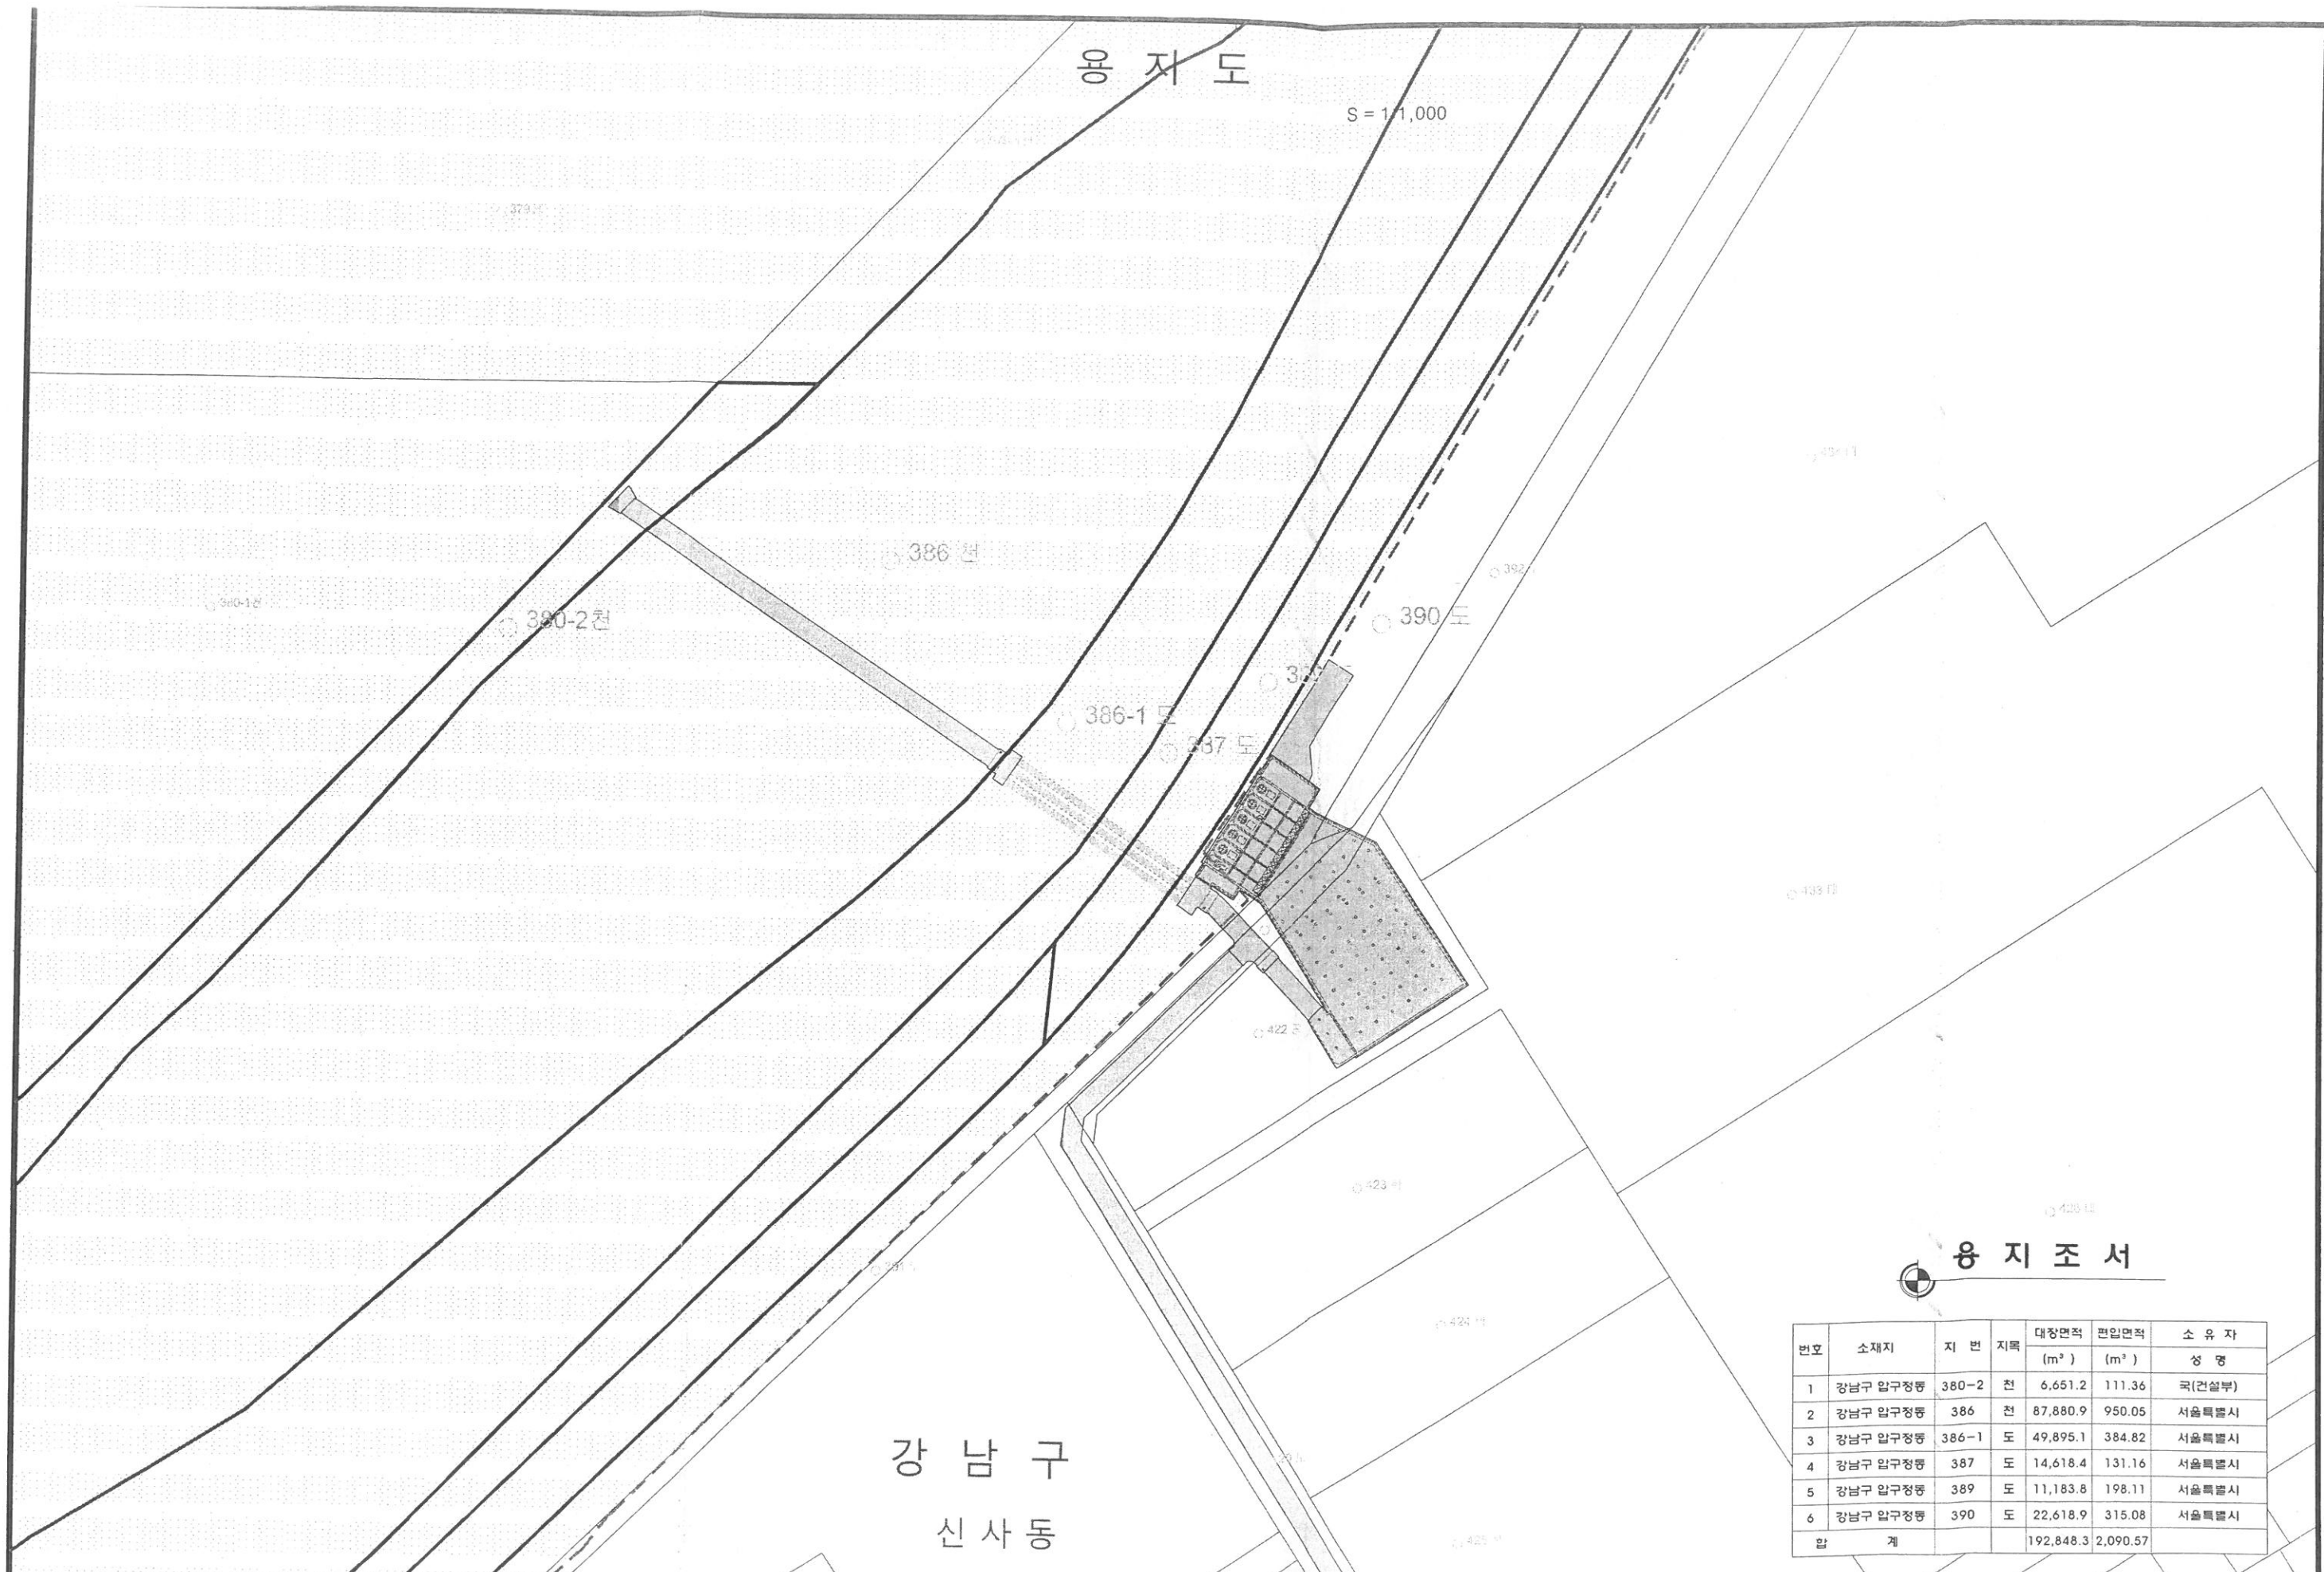 용 지 도
S = 1:1,000
386 천
380-2천
390 도
386-1 도
387 도
422
423
424
강 남 구
신 사 동
용 지 조 서
번호 소재지 지 번 지목 대장면적 (m³) 편입면적 (m³) 소 유 자 성 명
1 강남구 압구정동 380-2 천 6,651.2 111.36 국(건설부)
2 강남구 압구정동 386 천 87,880.9 950.05 서울특별시
3 강남구 압구정동 386-1 도 49,895.1 384.82 서울특별시
4 강남구 압구정동 387 도 14,618.4 131.16 서울특별시
5 강남구 압구정동 389 도 11,183.8 198.11 서울특별시
6 강남구 압구정동 390 도 22,618.9 315.08 서울특별시
합 계 192,848.3 2,090.57